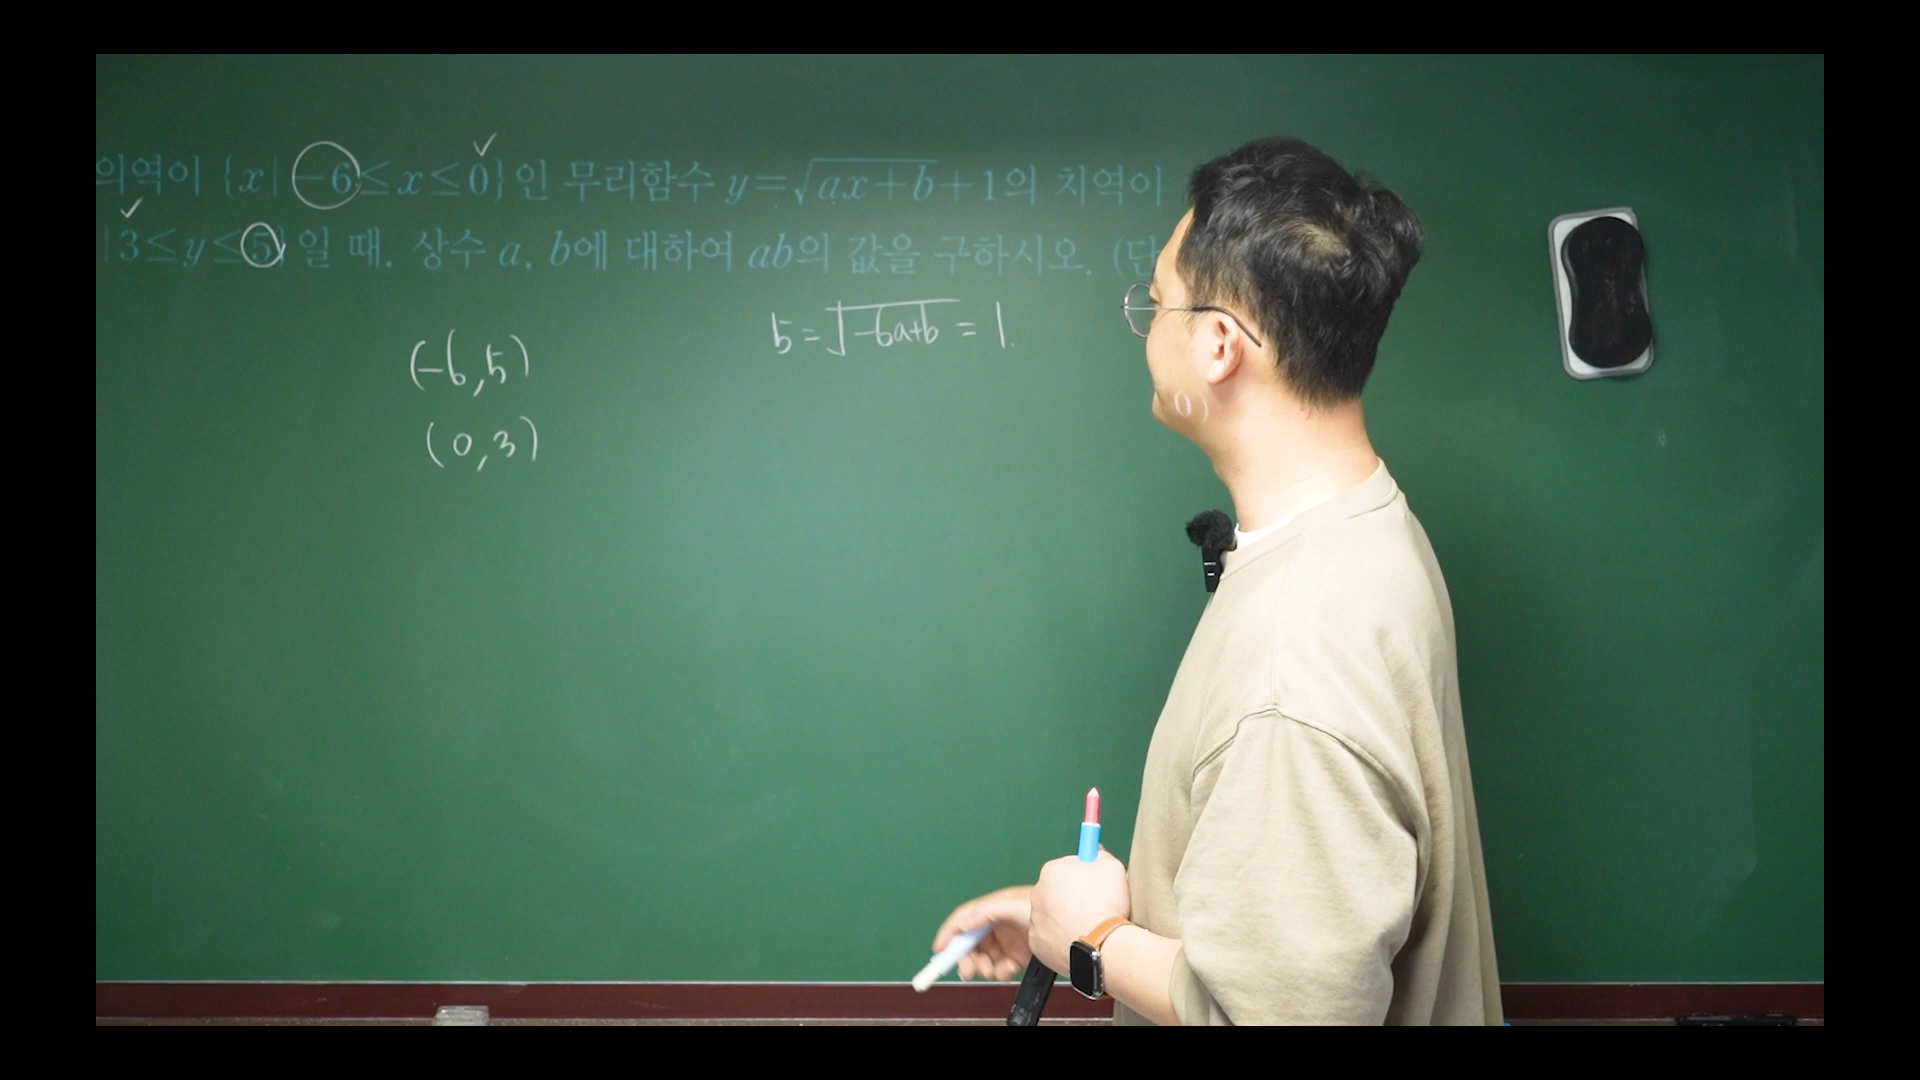 의역이 {x| -6≤x≤0}인 무리함수 y=√(ax+b)+1의 치역이
|3≤y≤5}일 때, 상수 a, b에 대하여 ab의 값을 구하시오. (단
5=√(-6a+b) = 1.
(-6,5)
(0,3)
0)